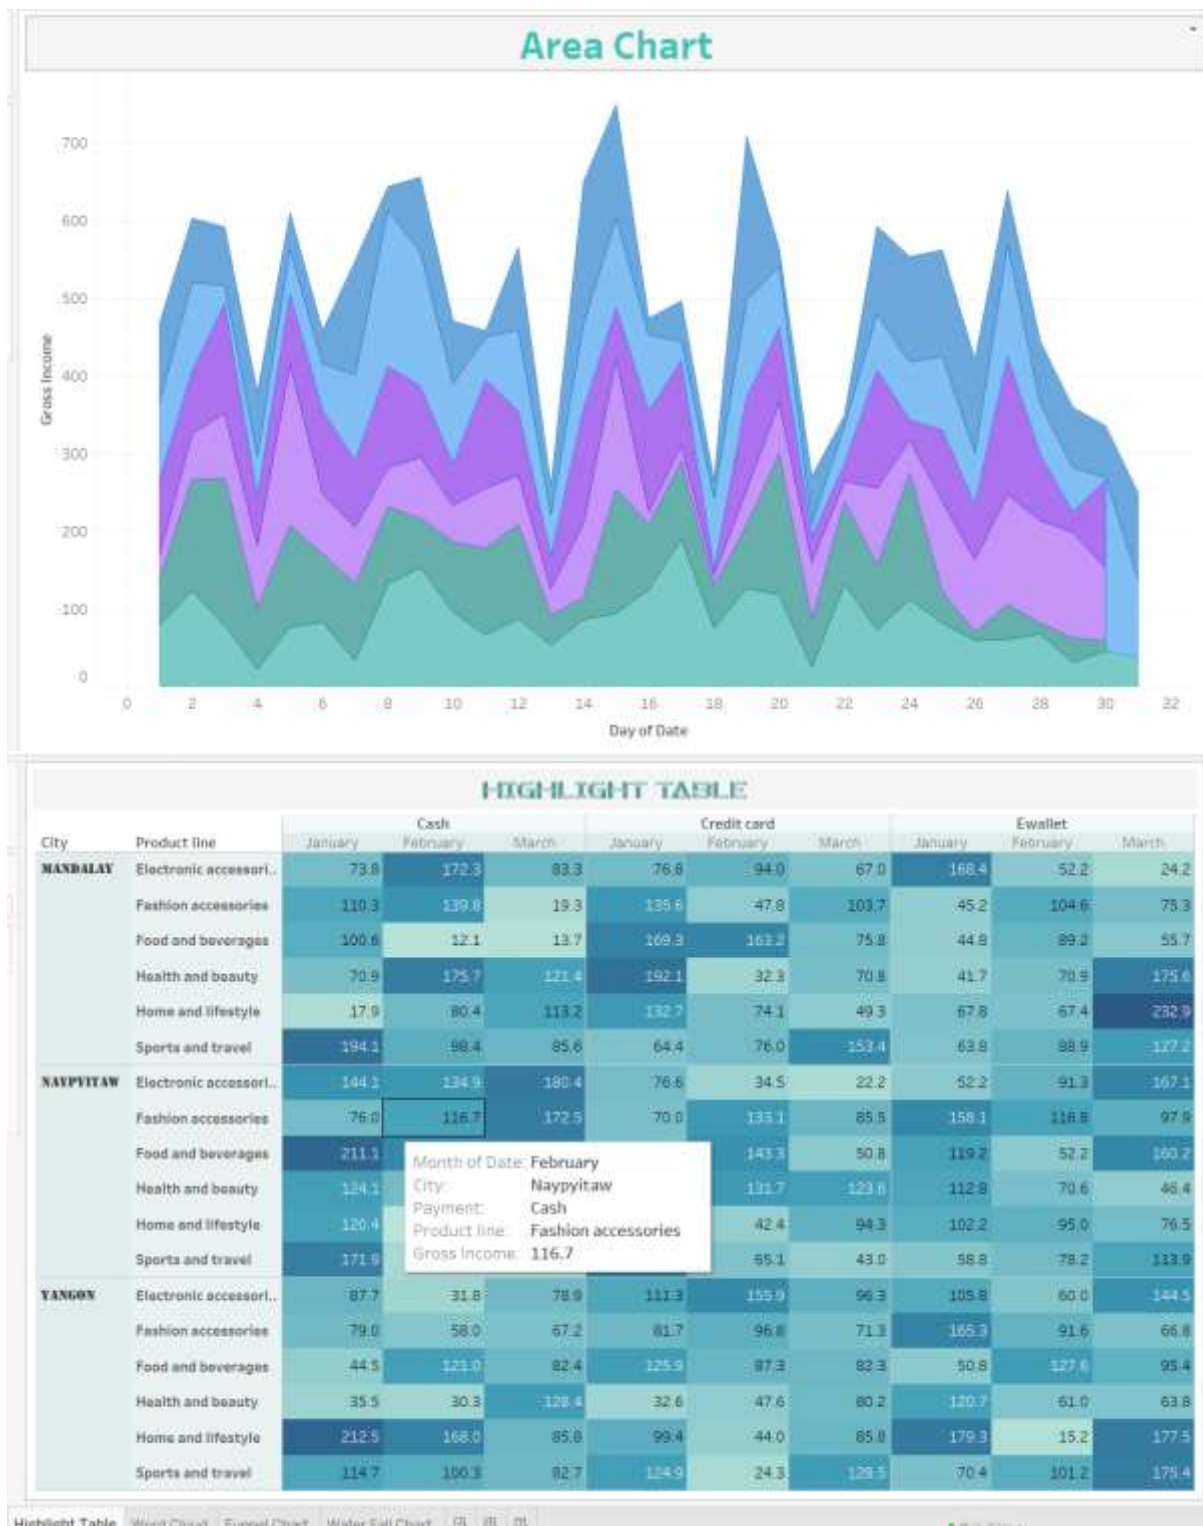 Area Chart
700
600
500
400
300
200
100
0
Gross Income
0 2 4 6 8 10 12 14 16 18 20 22 24 26 28 30 32
Day of Date
HIGHLIGHT TABLE
Cash Credit card Ewallet
City Product line January February March January February March January February March
MANDALAY Electronic accessori.. 73.8 172.3 83.3 76.8 94.0 67.0 168.4 52.2 24.2
Fashion accessories 110.3 139.8 19.3 135.6 47.8 103.7 45.2 104.6 75.3
Food and beverages 100.6 12.1 13.7 169.3 163.2 75.8 44.8 89.2 55.7
Health and beauty 70.9 175.7 121.4 192.1 32.3 70.8 41.7 70.9 175.6
Home and lifestyle 17.9 80.4 113.2 132.7 74.1 49.3 67.8 67.4 232.9
Sports and travel 194.1 98.4 85.6 64.4 76.0 153.4 63.8 88.9 127.2
NAYPYITAW Electronic accessori.. 144.1 134.9 180.4 76.6 34.5 22.2 52.2 91.3 167.1
Fashion accessories 76.0 116.7 172.5 70.0 133.1 85.5 158.1 116.8 97.9
Food and beverages 211.1 143.3 50.8 119.2 52.2 160.2
Health and beauty 124.1 131.7 123.6 112.8 70.6 46.4
Home and lifestyle 120.4 42.4 94.3 102.2 95.0 76.5
Sports and travel 171.9 65.1 43.0 58.8 78.2 113.9
Month of Date: February
City: Naypyitaw
Payment: Cash
Product line: Fashion accessories
Gross Income: 116.7
YANGON Electronic accessori.. 87.7 31.8 78.9 111.3 155.9 96.3 105.8 60.0 144.5
Fashion accessories 79.0 58.0 67.2 81.7 96.8 71.3 165.3 91.6 66.8
Food and beverages 44.5 121.0 82.4 125.9 87.3 82.3 50.8 127.6 95.4
Health and beauty 35.5 30.3 128.4 32.6 47.6 80.2 120.7 61.0 63.8
Home and lifestyle 212.5 168.0 85.8 99.4 44.0 85.8 179.3 15.2 177.5
Sports and travel 114.7 100.3 82.7 124.9 24.3 128.5 70.4 101.2 175.4
Highlight Table Word Cloud Funnel Chart Water Fall Chart